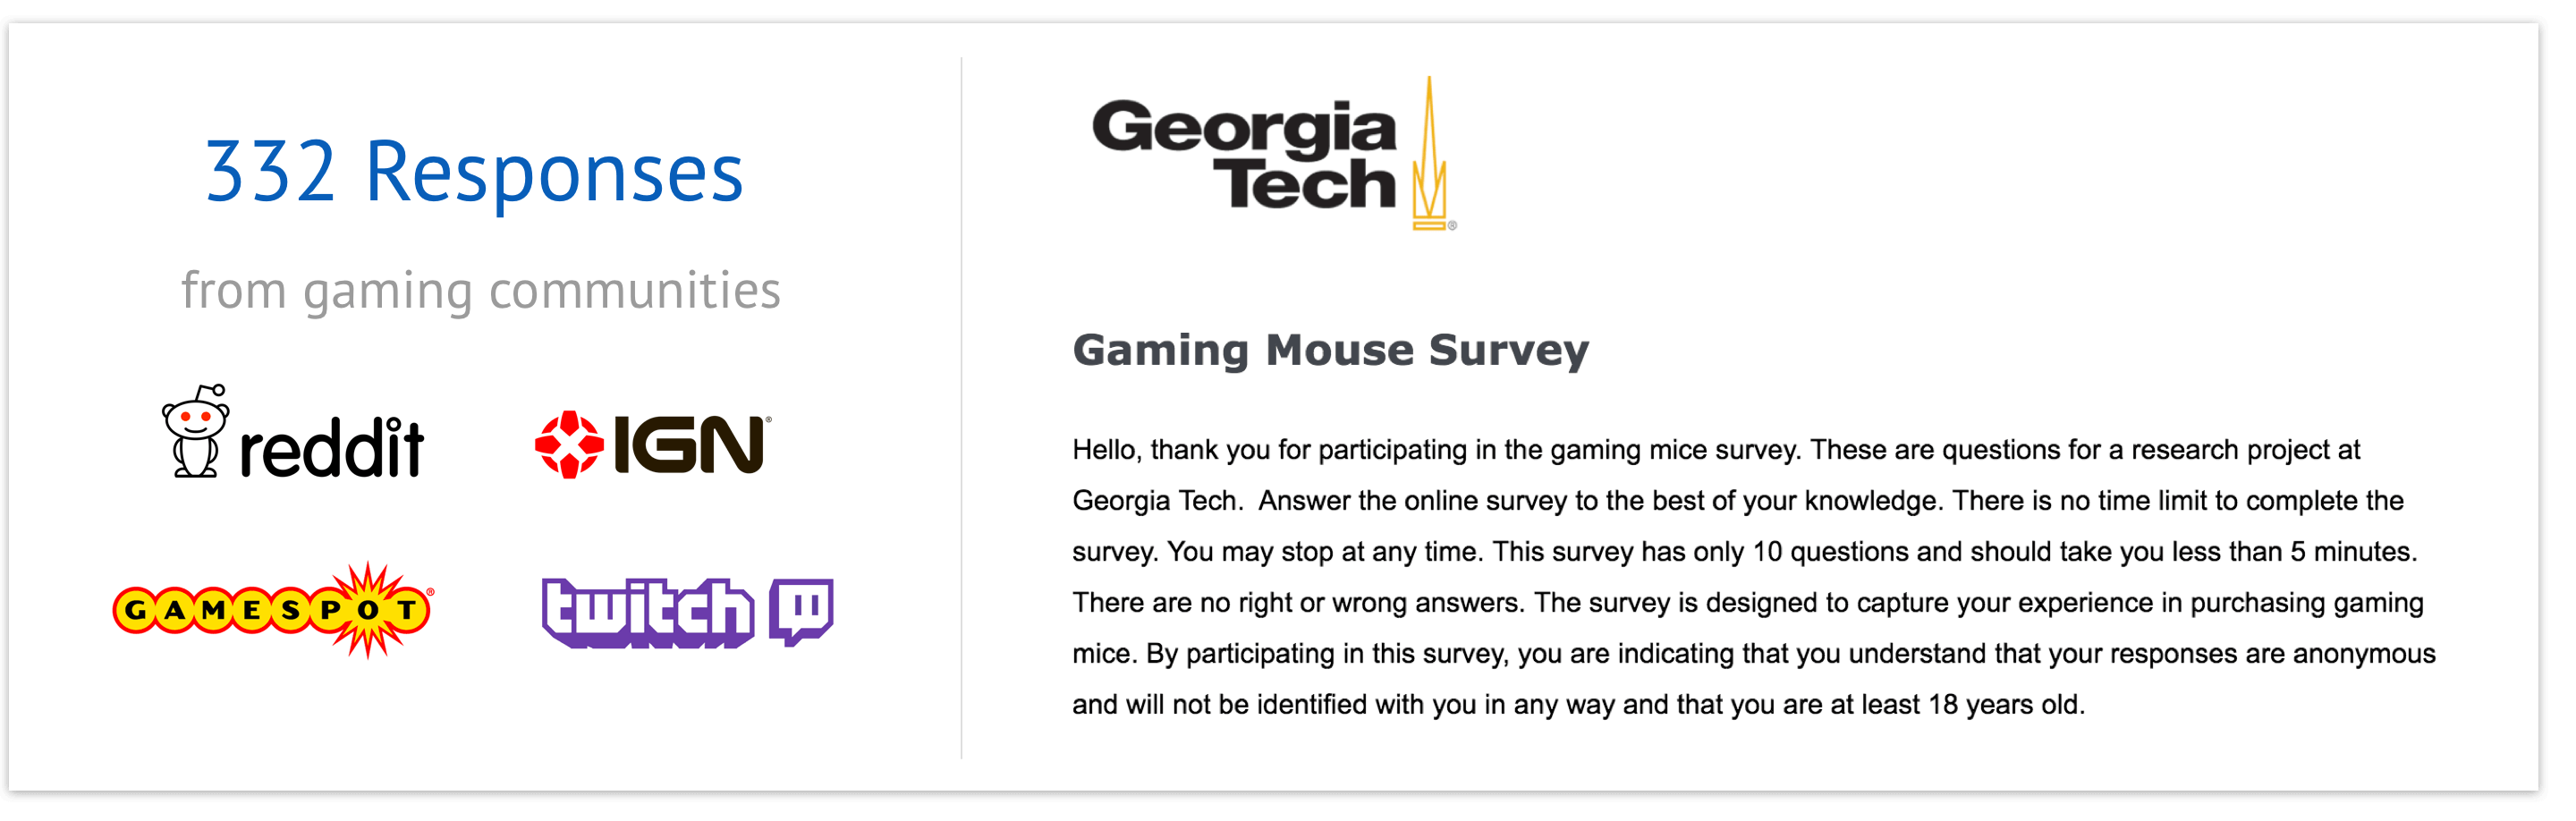 332 Responses
from gaming communities
reddit
IGN®
GAMESPOT®
twitch
Georgia
Tech®
Gaming Mouse Survey
Hello, thank you for participating in the gaming mice survey. These are questions for a research project at
Georgia Tech.  Answer the online survey to the best of your knowledge. There is no time limit to complete the
survey. You may stop at any time. This survey has only 10 questions and should take you less than 5 minutes.
There are no right or wrong answers. The survey is designed to capture your experience in purchasing gaming
mice. By participating in this survey, you are indicating that you understand that your responses are anonymous
and will not be identified with you in any way and that you are at least 18 years old.